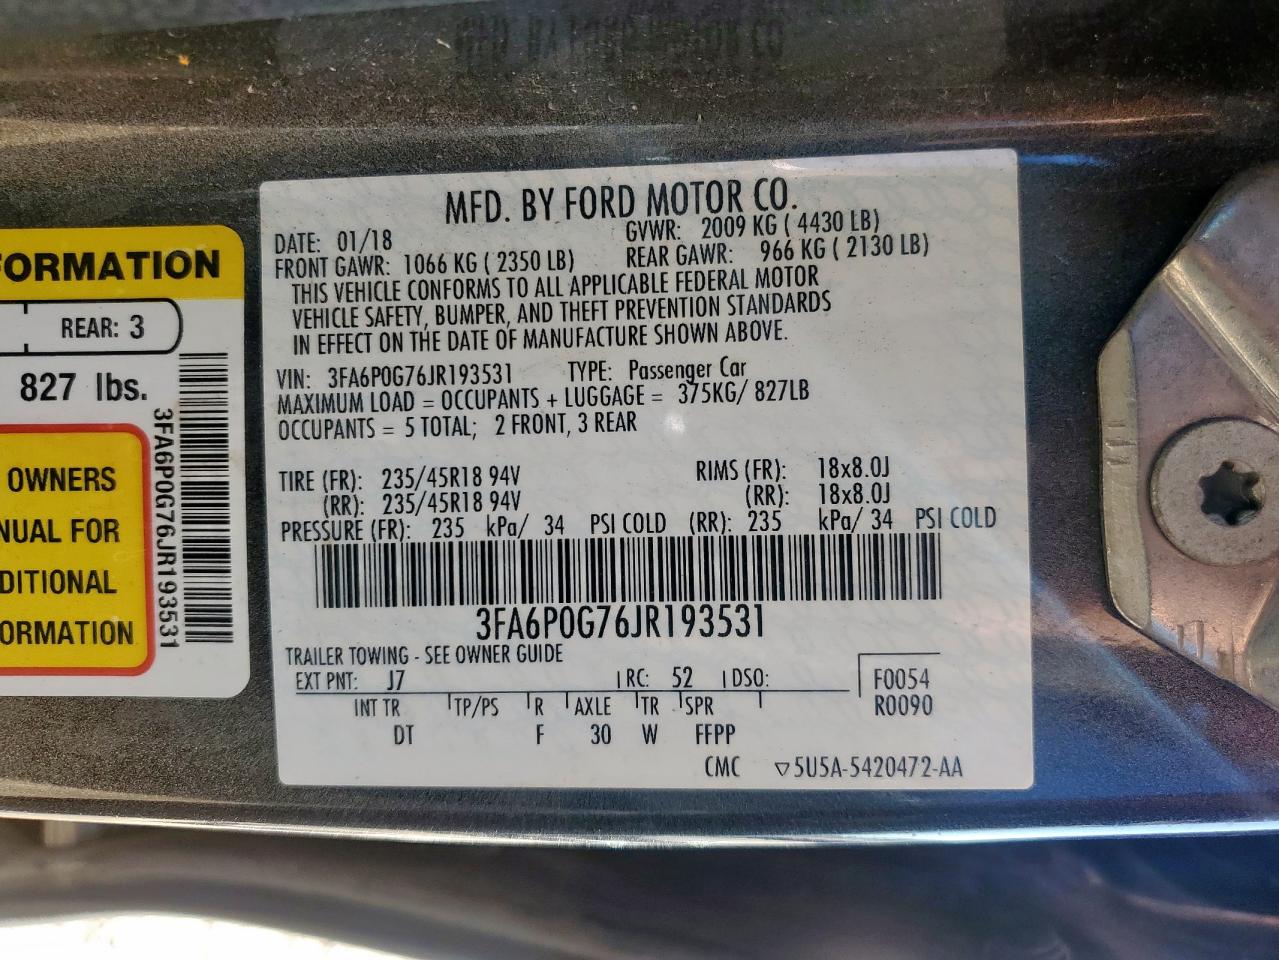 MFD. BY FORD MOTOR CO.
DATE: 01/18 GVWR: 2009 KG ( 4430 LB)
FRONT GAWR: 1066 KG ( 2350 LB) REAR GAWR: 966 KG ( 2130 LB)
THIS VEHICLE CONFORMS TO ALL APPLICABLE FEDERAL MOTOR
VEHICLE SAFETY, BUMPER, AND THEFT PREVENTION STANDARDS
IN EFFECT ON THE DATE OF MANUFACTURE SHOWN ABOVE.
VIN: 3FA6P0G76JR193531 TYPE: Passenger Car
MAXIMUM LOAD = OCCUPANTS + LUGGAGE = 375KG/ 827LB
OCCUPANTS = 5 TOTAL; 2 FRONT, 3 REAR
TIRE (FR): 235/45R18 94V RIMS (FR): 18x8.0J
(RR): 235/45R18 94V (RR): 18x8.0J
PRESSURE (FR): 235 kPa/ 34 PSI COLD (RR): 235 kPa/ 34 PSI COLD
3FA6P0G76JR193531
TRAILER TOWING - SEE OWNER GUIDE
EXT PNT: J7 RC: 52 DSO: F0054
INT TR TP/PS R AXLE TR SPR R0090
DT F 30 W FFPP
CMC ▽5U5A-5420472-AA
FORMATION
REAR: 3
827 lbs.
OWNERS
NUAL FOR
DITIONAL
ORMATION
3FA6P0G76JR193531